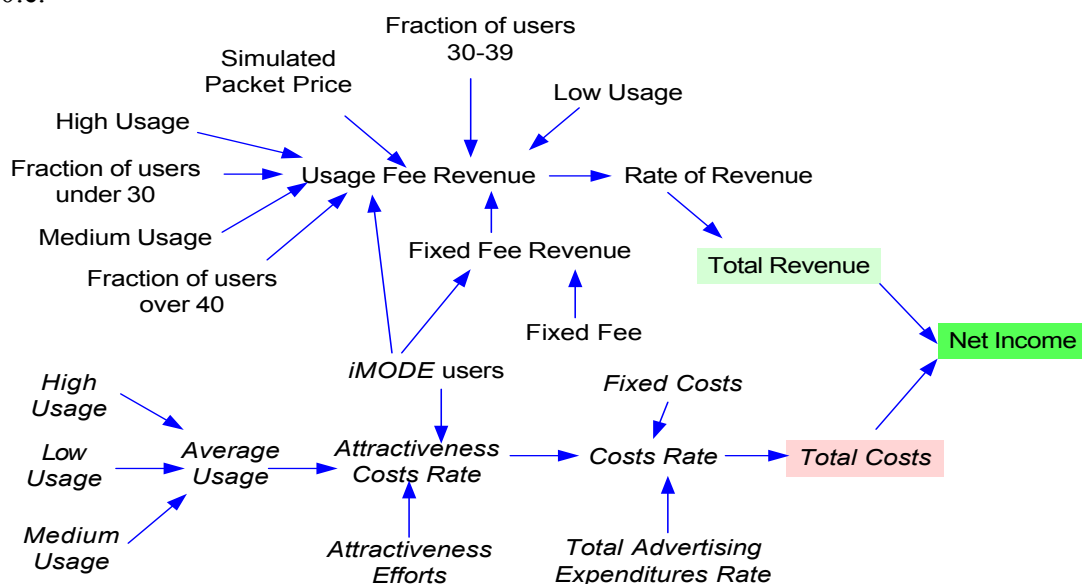 Fraction of users
30-39
Simulated
Packet Price
Low Usage
High Usage
Fraction of users
under 30
Usage Fee Revenue
Rate of Revenue
Medium Usage
Fixed Fee Revenue
Total Revenue
Fraction of users
over 40
Fixed Fee
Net Income
iMODE users
High
Usage
Fixed Costs
Low
Usage
Average
Usage
Attractiveness
Costs Rate
Costs Rate
Total Costs
Medium
Usage
Attractiveness
Efforts
Total Advertising
Expenditures Rate